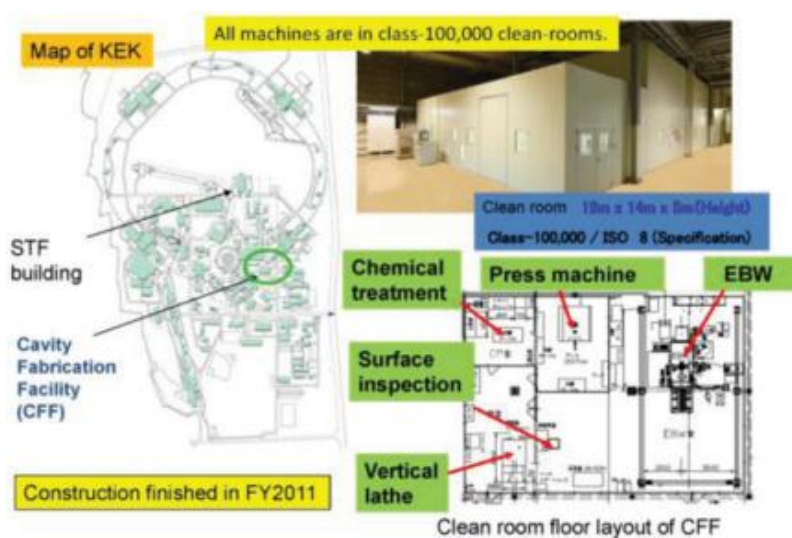 All machines are in class-100,000 clean-rooms.
Map of KEK
Clean room 19m x 14m x 5m(Height)
Class-100,000 / ISO 8 (Specification)
STF
building
Cavity
Fabrication
Facility
(CFF)
Chemical
treatment
Press machine
EBW
Surface
inspection
Vertical
lathe
Construction finished in FY2011
Clean room floor layout of CFF